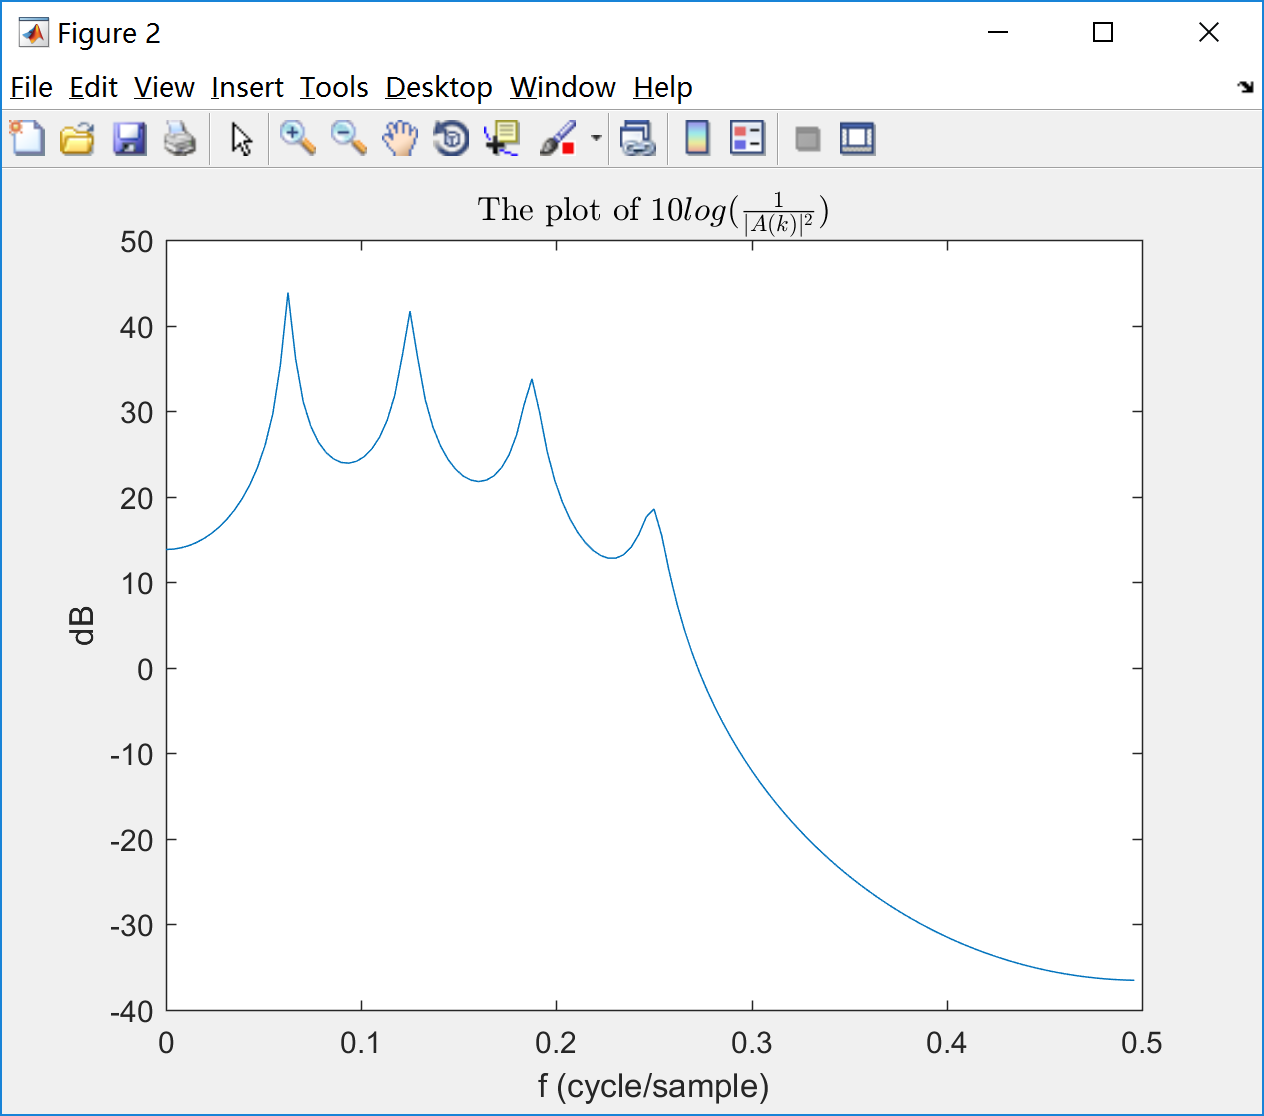 Figure 2
File Edit View Insert Tools Desktop Window Help
The plot of 10log(1/|A(k)|²)
50
40
30
20
10
0
-10
-20
-30
-40
dB
0 0.1 0.2 0.3 0.4 0.5
f (cycle/sample)